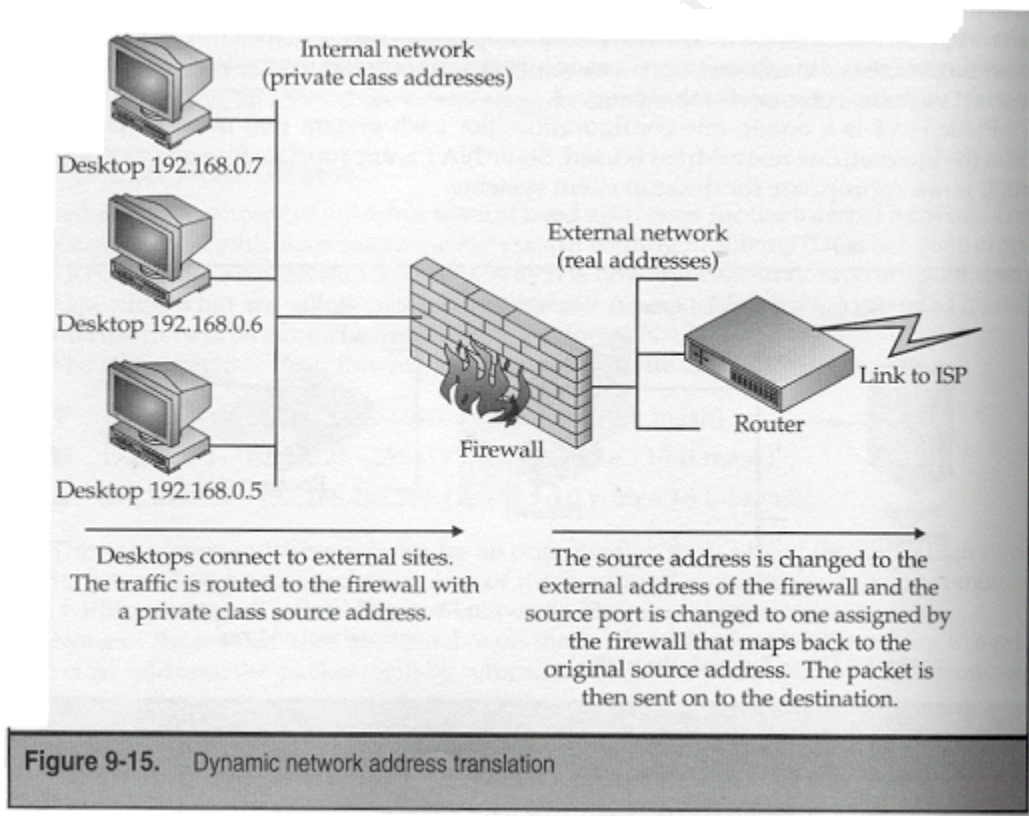 Internal network
(private class addresses)
Desktop 192.168.0.7
External network
(real addresses)
Desktop 192.168.0.6
Link to ISP
Router
Firewall
Desktop 192.168.0.5
Desktops connect to external sites.
The traffic is routed to the firewall with
a private class source address.
The source address is changed to the
external address of the firewall and the
source port is changed to one assigned by
the firewall that maps back to the
original source address. The packet is
then sent on to the destination.
Figure 9-15. Dynamic network address translation